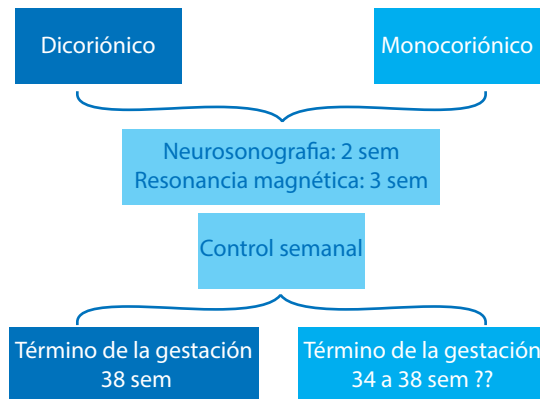 Dicoriónico
Monocoriónico
Neurosonografia: 2 sem
Resonancia magnética: 3 sem
Control semanal
Término de la gestación
38 sem
Término de la gestación
34 a 38 sem ??